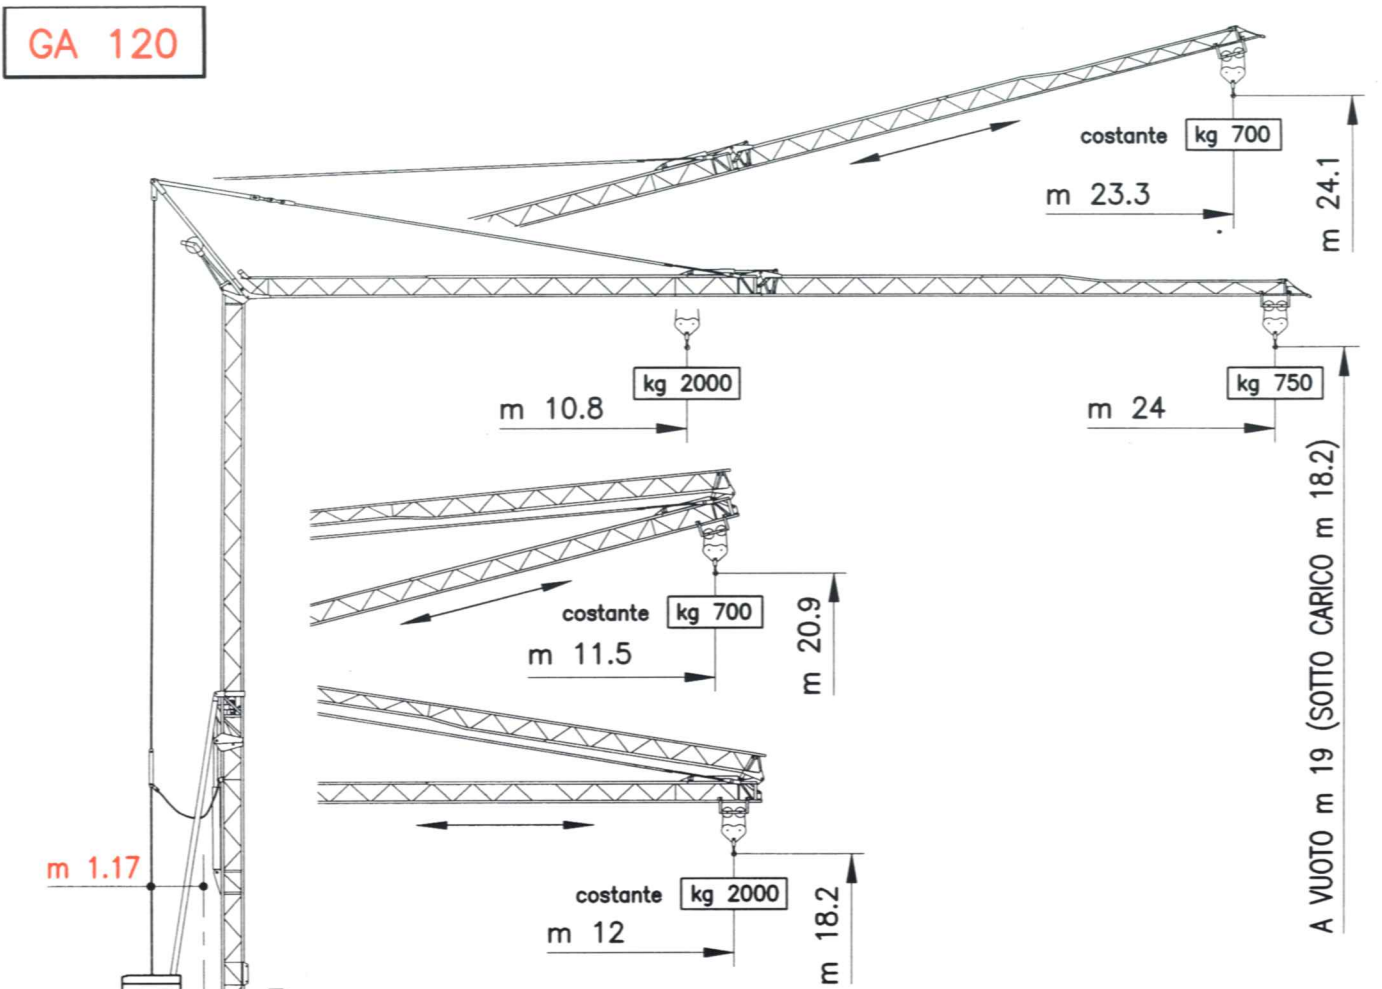 GA 120
costante kg 700
m 23.3
m 24.1
kg 2000
kg 750
m 10.8
m 24
costante kg 700
m 11.5
m 20.9
A VUOTO m 19 (SOTTO CARICO m 18.2)
m 1.17
costante kg 2000
m 12
m 18.2